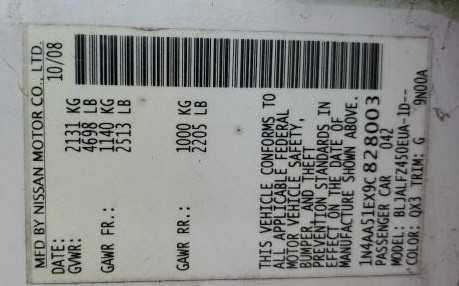 MFD BY NISSAN MOTOR CO., LTD.
DATE: 10/08
GVWR: 2131 KG
4698 LB
GAWR FR.: 1140 KG
2513 LB
GAWR RR.: 1000 KG
2205 LB
THIS VEHICLE CONFORMS TO
ALL APPLICABLE FEDERAL
MOTOR VEHICLE SAFETY,
BUMPER, AND THEFT
PREVENTION STANDARDS IN
EFFECT ON THE DATE OF
MANUFACTURE SHOWN ABOVE.
1N4AA51EX9C828003
PASSENGER CAR 042
MODEL: BLJALFZ450EUA-1D--
COLOR: QX3 TRIM: G 9N00A